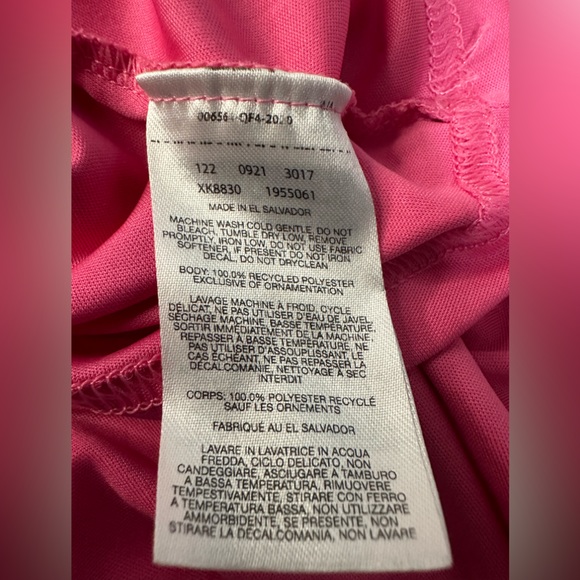 QF4-2020
122 0921 3017
XK8830 1955061
MADE IN EL SALVADOR
MACHINE WASH COLD GENTLE, DO NOT
BLEACH, TUMBLE DRY LOW, REMOVE
PROMPTLY, IRON LOW, DO NOT USE FABRIC
SOFTENER, IF PRESENT DO NOT IRON
DECAL, DO NOT DRYCLEAN
BODY: 100.0% RECYCLED POLYESTER
EXCLUSIVE OF ORNAMENTATION
LAVAGE MACHINE À FROID, CYCLE
DÉLICAT, NE PAS UTILISER D'EAU DE JAVEL,
SÉCHAGE MACHINE, BASSE TEMPÉRATURE,
SORTIR IMMÉDIATEMENT DE LA MACHINE,
REPASSER À BASSE TEMPÉRATURE, NE
PAS UTILISER D'ASSOUPLISSANT, LE
CAS ÉCHÉANT, NE PAS REPASSER LA
DÉCALCOMANIE, NETTOYAGE À SEC
INTERDIT
CORPS: 100.0% POLYESTER RECYCLÉ
SAUF LES ORNEMENTS
FABRIQUÉ AU EL SALVADOR
LAVARE IN LAVATRICE IN ACQUA
FREDDA, CICLO DELICATO, NON
CANDEGGIARE, ASCIUGARE A TAMBURO
A BASSA TEMPERATURA, RIMUOVERE
TEMPESTIVAMENTE, STIRARE CON FERRO
A TEMPERATURA BASSA, NON UTILIZZARE
AMMORBIDENTE, SE PRESENTE, NON
STIRARE LA DECALCOMANIA, NON LAVARE